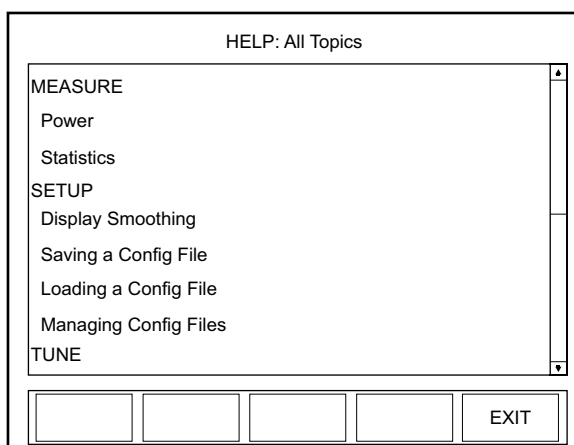 HELP: All Topics
MEASURE
Power
Statistics
SETUP
Display Smoothing
Saving a Config File
Loading a Config File
Managing Config Files
TUNE
EXIT